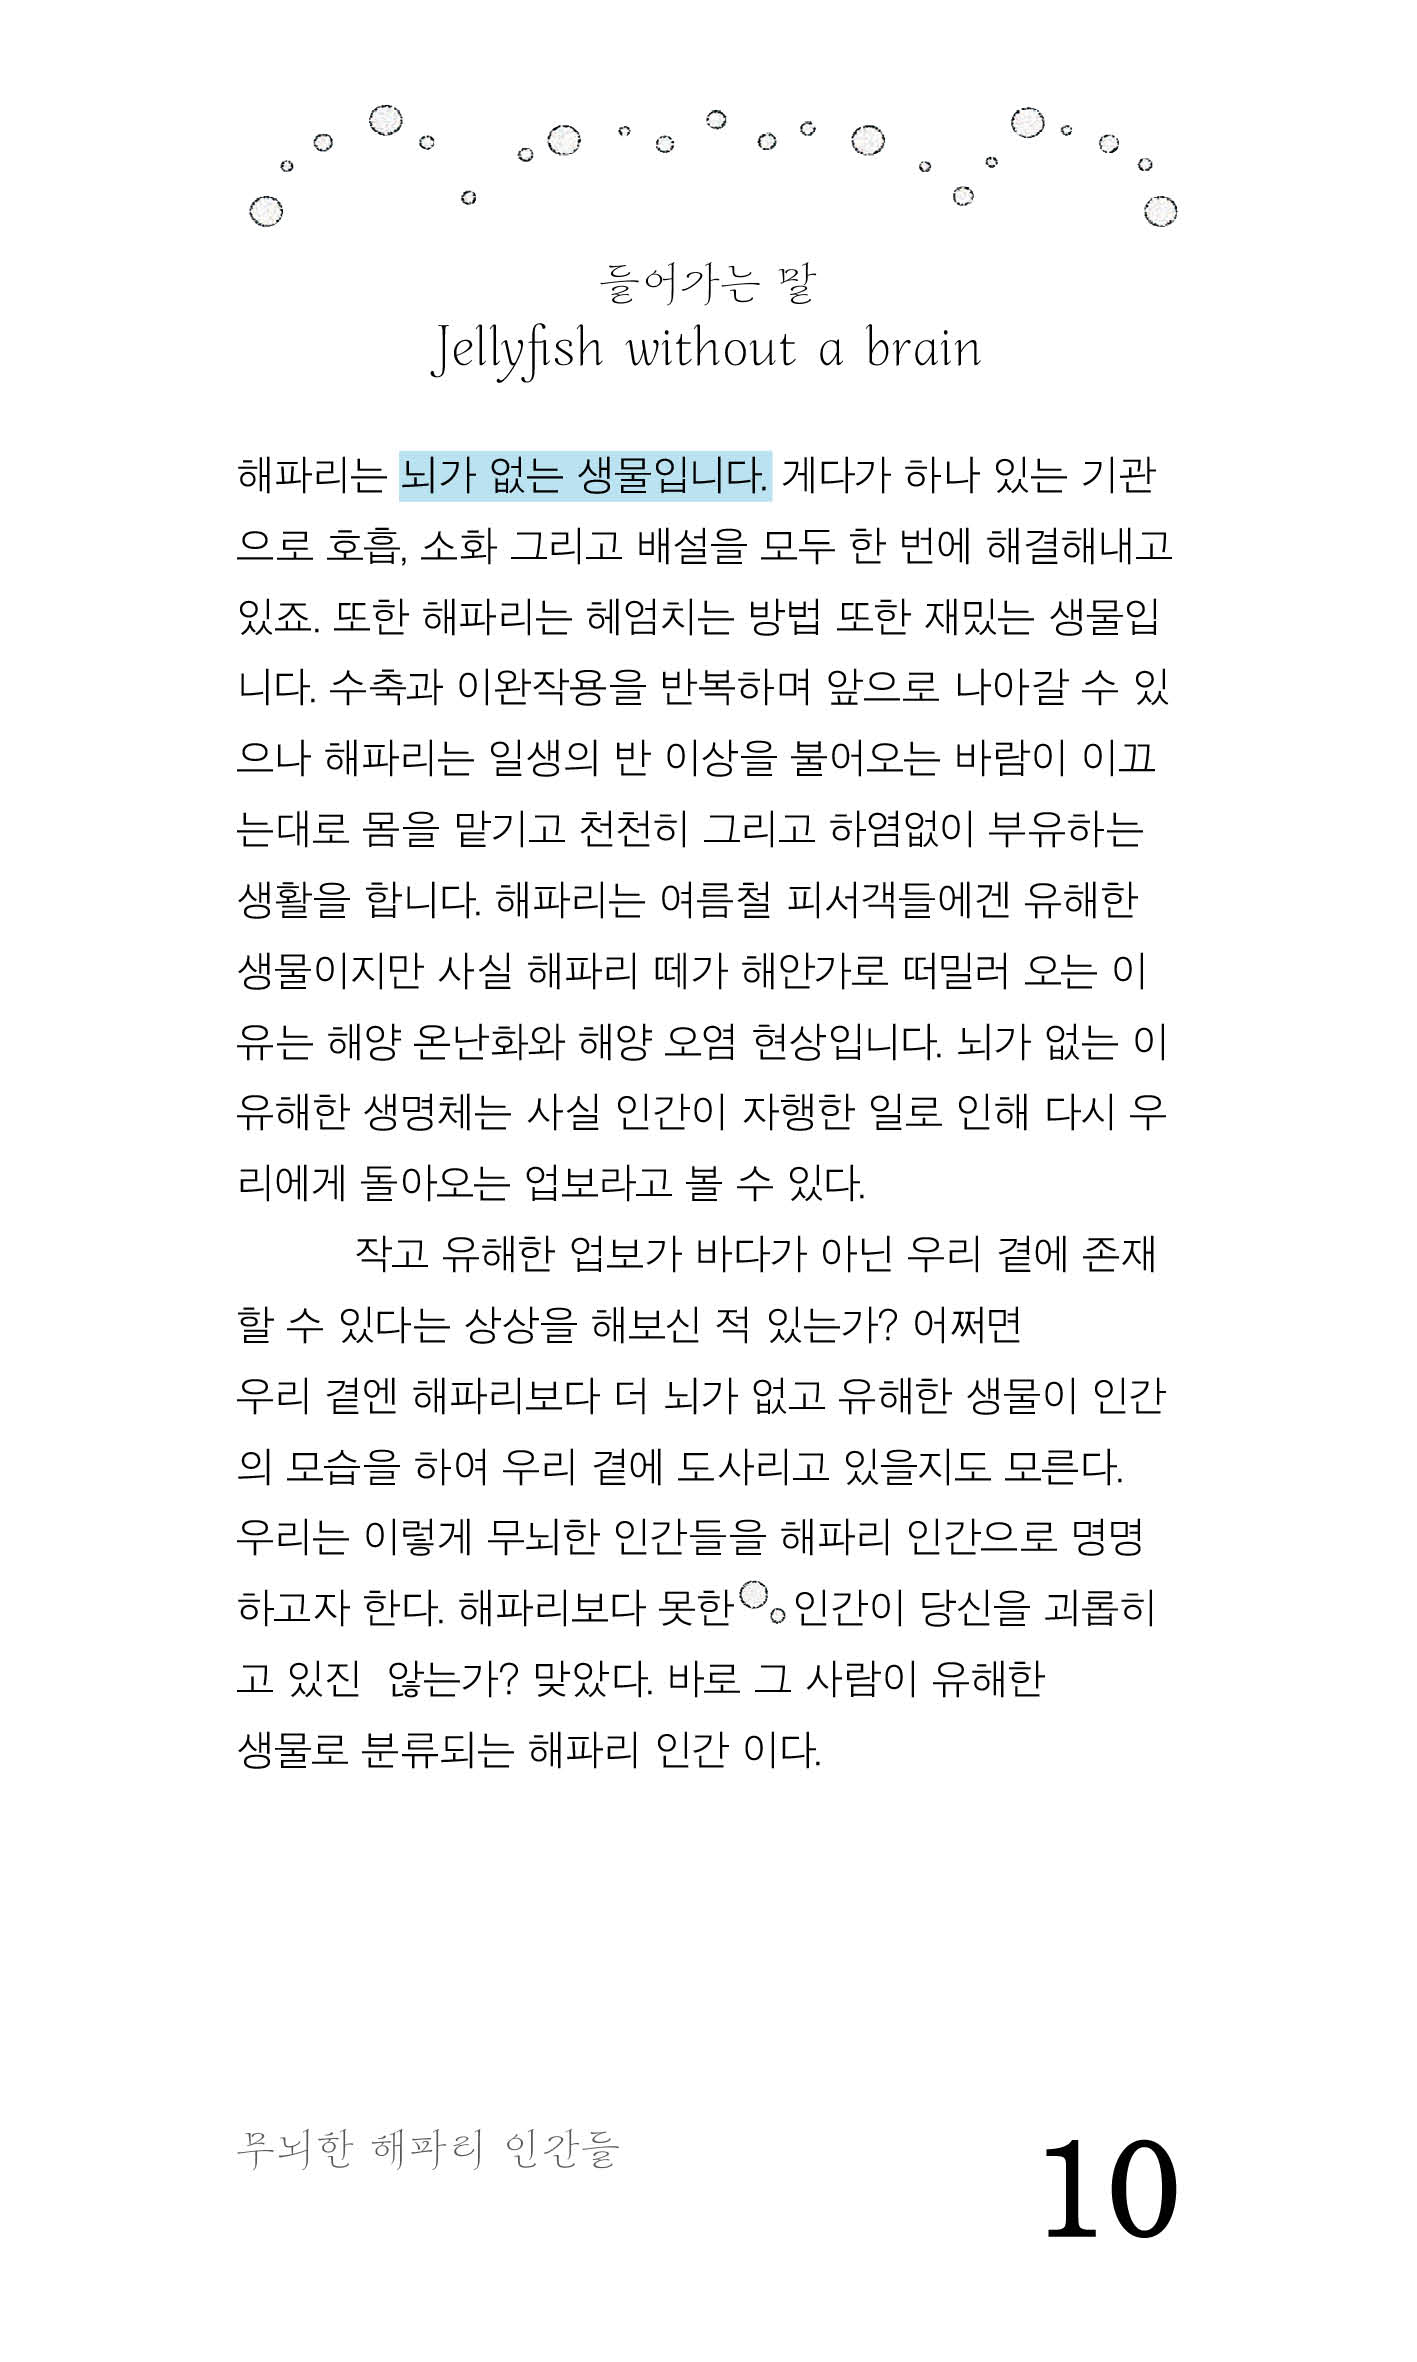 들어가는 말
Jellyfish without a brain
해파리는 뇌가 없는 생물입니다. 게다가 하나 있는 기관
으로 호흡, 소화 그리고 배설을 모두 한 번에 해결해내고
있죠. 또한 해파리는 헤엄치는 방법 또한 재밌는 생물입
니다. 수축과 이완작용을 반복하며 앞으로 나아갈 수 있
으나 해파리는 일생의 반 이상을 불어오는 바람이 이끄
는대로 몸을 맡기고 천천히 그리고 하염없이 부유하는
생활을 합니다. 해파리는 여름철 피서객들에겐 유해한
생물이지만 사실 해파리 떼가 해안가로 떠밀러 오는 이
유는 해양 온난화와 해양 오염 현상입니다. 뇌가 없는 이
유해한 생명체는 사실 인간이 자행한 일로 인해 다시 우
리에게 돌아오는 업보라고 볼 수 있다.
작고 유해한 업보가 바다가 아닌 우리 곁에 존재
할 수 있다는 상상을 해보신 적 있는가? 어쩌면
우리 곁엔 해파리보다 더 뇌가 없고 유해한 생물이 인간
의 모습을 하여 우리 곁에 도사리고 있을지도 모른다.
우리는 이렇게 무뇌한 인간들을 해파리 인간으로 명명
하고자 한다. 해파리보다 못한 인간이 당신을 괴롭히
고 있진  않는가? 맞았다. 바로 그 사람이 유해한
생물로 분류되는 해파리 인간 이다.
무뇌한 해파리 인간들
10